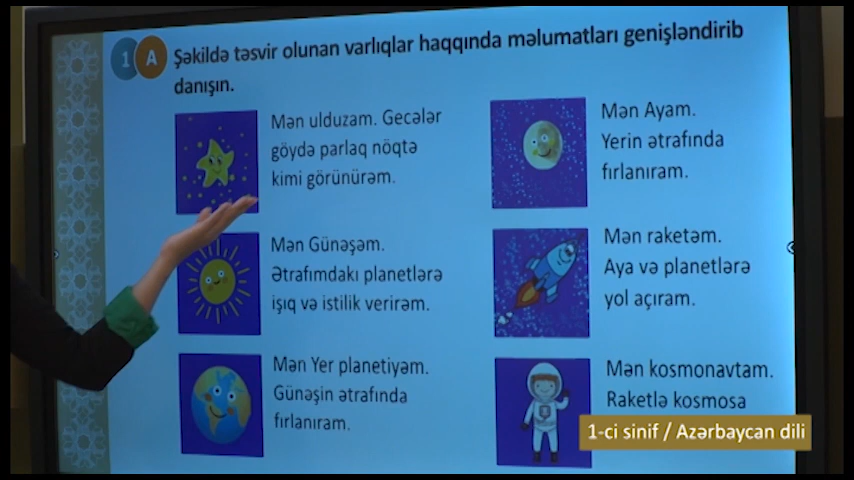 1 A Şəkildə təsvir olunan varlıqlar haqqında məlumatları genişləndirib
danışın.
Mən ulduzam. Gecələr
göydə parlaq nöqtə
kimi görünürəm.
Mən Günəşəm.
Ətrafımdakı planetlərə
işıq və istilik verirəm.
Mən Yer planetiyəm.
Günəşin ətrafında
fırlanıram.
Mən Ayam.
Yerin ətrafında
fırlanıram.
Mən raketəm.
Aya və planetlərə
yol açıram.
Mən kosmonavtam.
Raketlə kosmosa
1-ci sinif / Azərbaycan dili